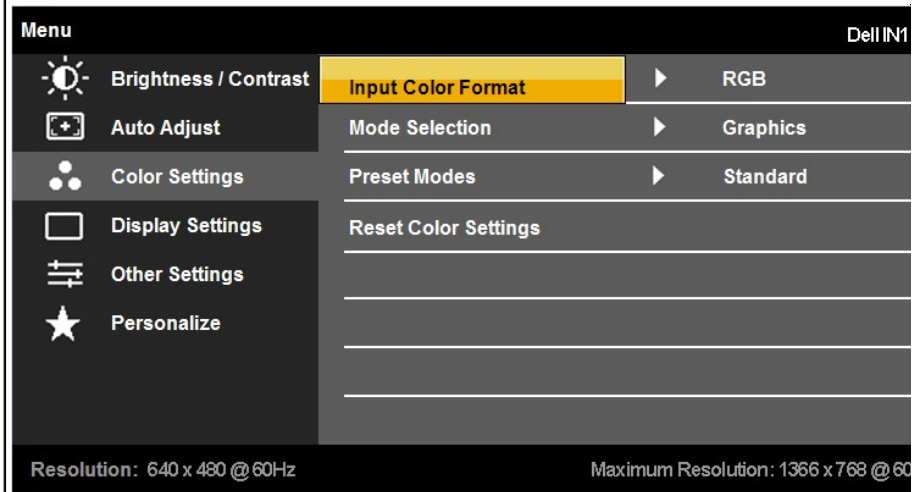 Menu
Dell IN1
Brightness / Contrast
Input Color Format
RGB
Auto Adjust
Mode Selection
Graphics
Color Settings
Preset Modes
Standard
Display Settings
Reset Color Settings
Other Settings
Personalize
Resolution: 640 x 480 @ 60Hz
Maximum Resolution: 1366 x 768 @ 60